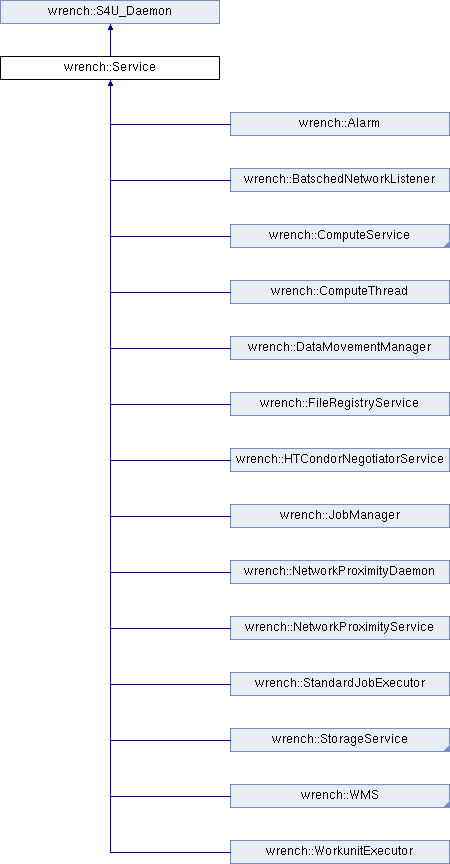 wrench::S4U_Daemon
wrench::Service
wrench::Alarm
wrench::BatschedNetworkListener
wrench::ComputeService
wrench::ComputeThread
wrench::DataMovementManager
wrench::FileRegistryService
wrench::HTCondorNegotiatorService
wrench::JobManager
wrench::NetworkProximityDaemon
wrench::NetworkProximityService
wrench::StandardJobExecutor
wrench::StorageService
wrench::WMS
wrench::WorkunitExecutor